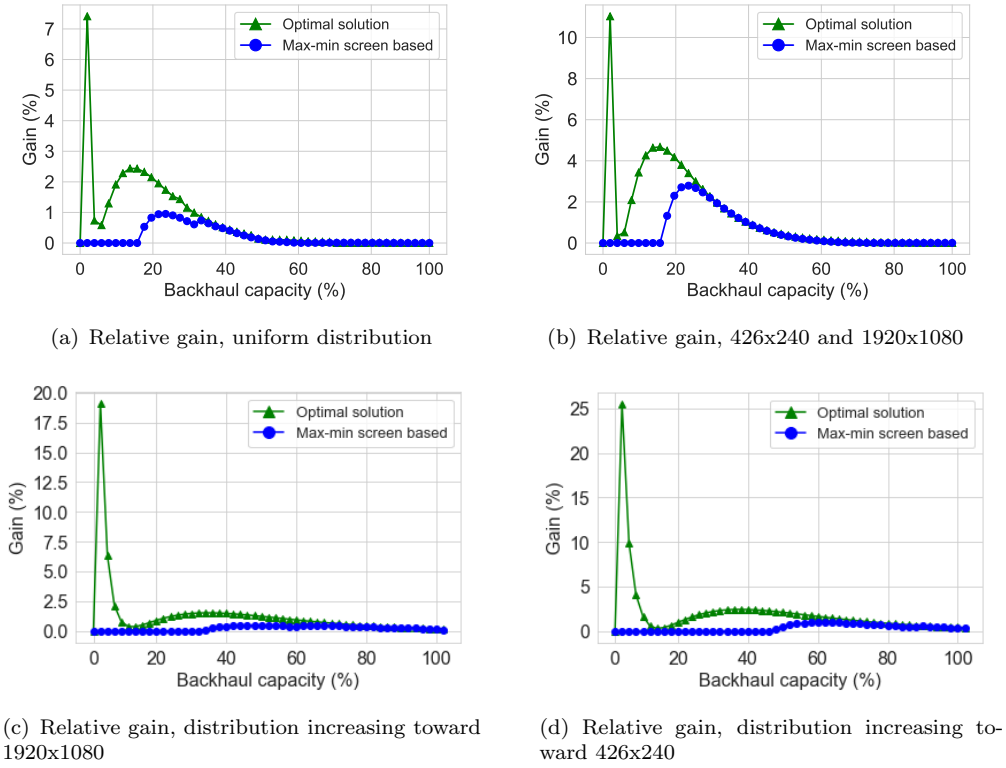 7
6
5
4
3
2
1
0
Gain (%)
Optimal solution
Max-min screen based
0 20 40 60 80 100
Backhaul capacity (%)
(a) Relative gain, uniform distribution
10
8
6
4
2
0
Gain (%)
Optimal solution
Max-min screen based
0 20 40 60 80 100
Backhaul capacity (%)
(b) Relative gain, 426x240 and 1920x1080
20.0
17.5
15.0
12.5
10.0
7.5
5.0
2.5
0.0
Gain (%)
Optimal solution
Max-min screen based
0 20 40 60 80 100
Backhaul capacity (%)
(c) Relative gain, distribution increasing toward
1920x1080
25
20
15
10
5
0
Gain (%)
Optimal solution
Max-min screen based
0 20 40 60 80 100
Backhaul capacity (%)
(d) Relative gain, distribution increasing to-
ward 426x240